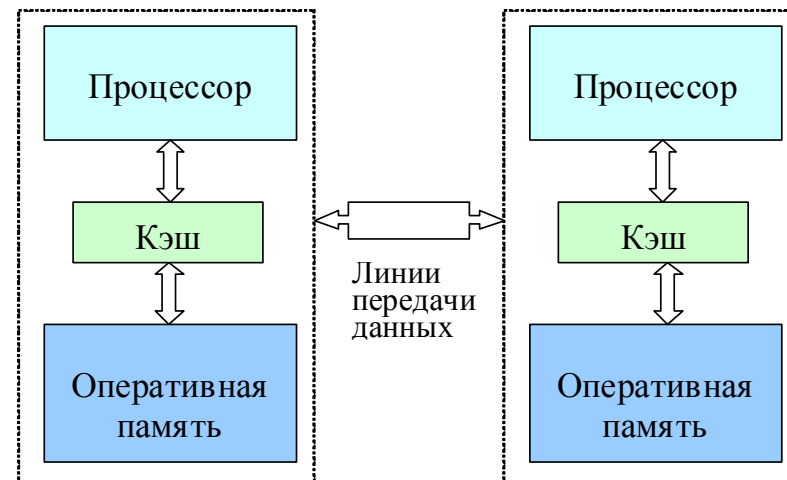 Процессор
Кэш
Оперативная
память
Линии
передачи
данных
Процессор
Кэш
Оперативная
память